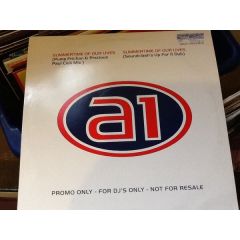 SUMMERTIME OF OUR LIVES
(Pump Friction & Precious
Paul Club Mix)
SUMMERTIME OF OUR LIVES
(Soundclash's Up For It Dub)
a1
PROMO ONLY - FOR DJ'S ONLY - NOT FOR RESALE